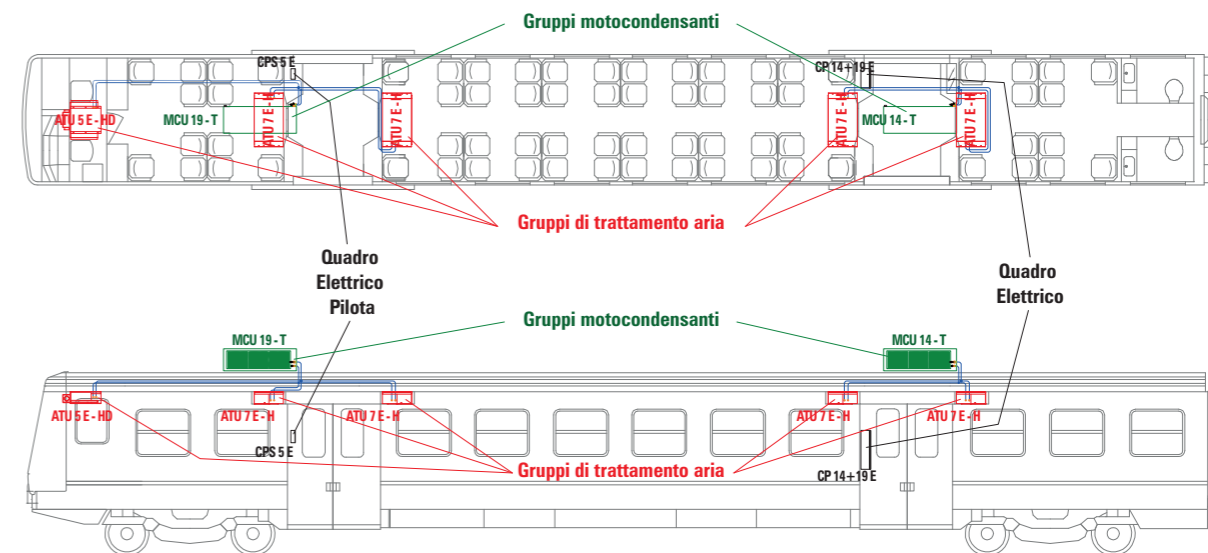 Gruppi motocondensanti
CPS 5 E
CP 14+19 E
ATU 5 E - HD
MCU 19 - T
ATU 7 E - H
ATU 7 E - H
ATU 7 E - H
MCU 14 - T
ATU 7 E - H
Gruppi di trattamento aria
Quadro
Elettrico
Pilota
Quadro
Elettrico
Gruppi motocondensanti
MCU 19 - T
MCU 14 - T
ATU 5 E - HD
ATU 7 E - H
ATU 7 E - H
ATU 7 E - H
ATU 7 E - H
CPS 5 E
Gruppi di trattamento aria
CP 14+19 E